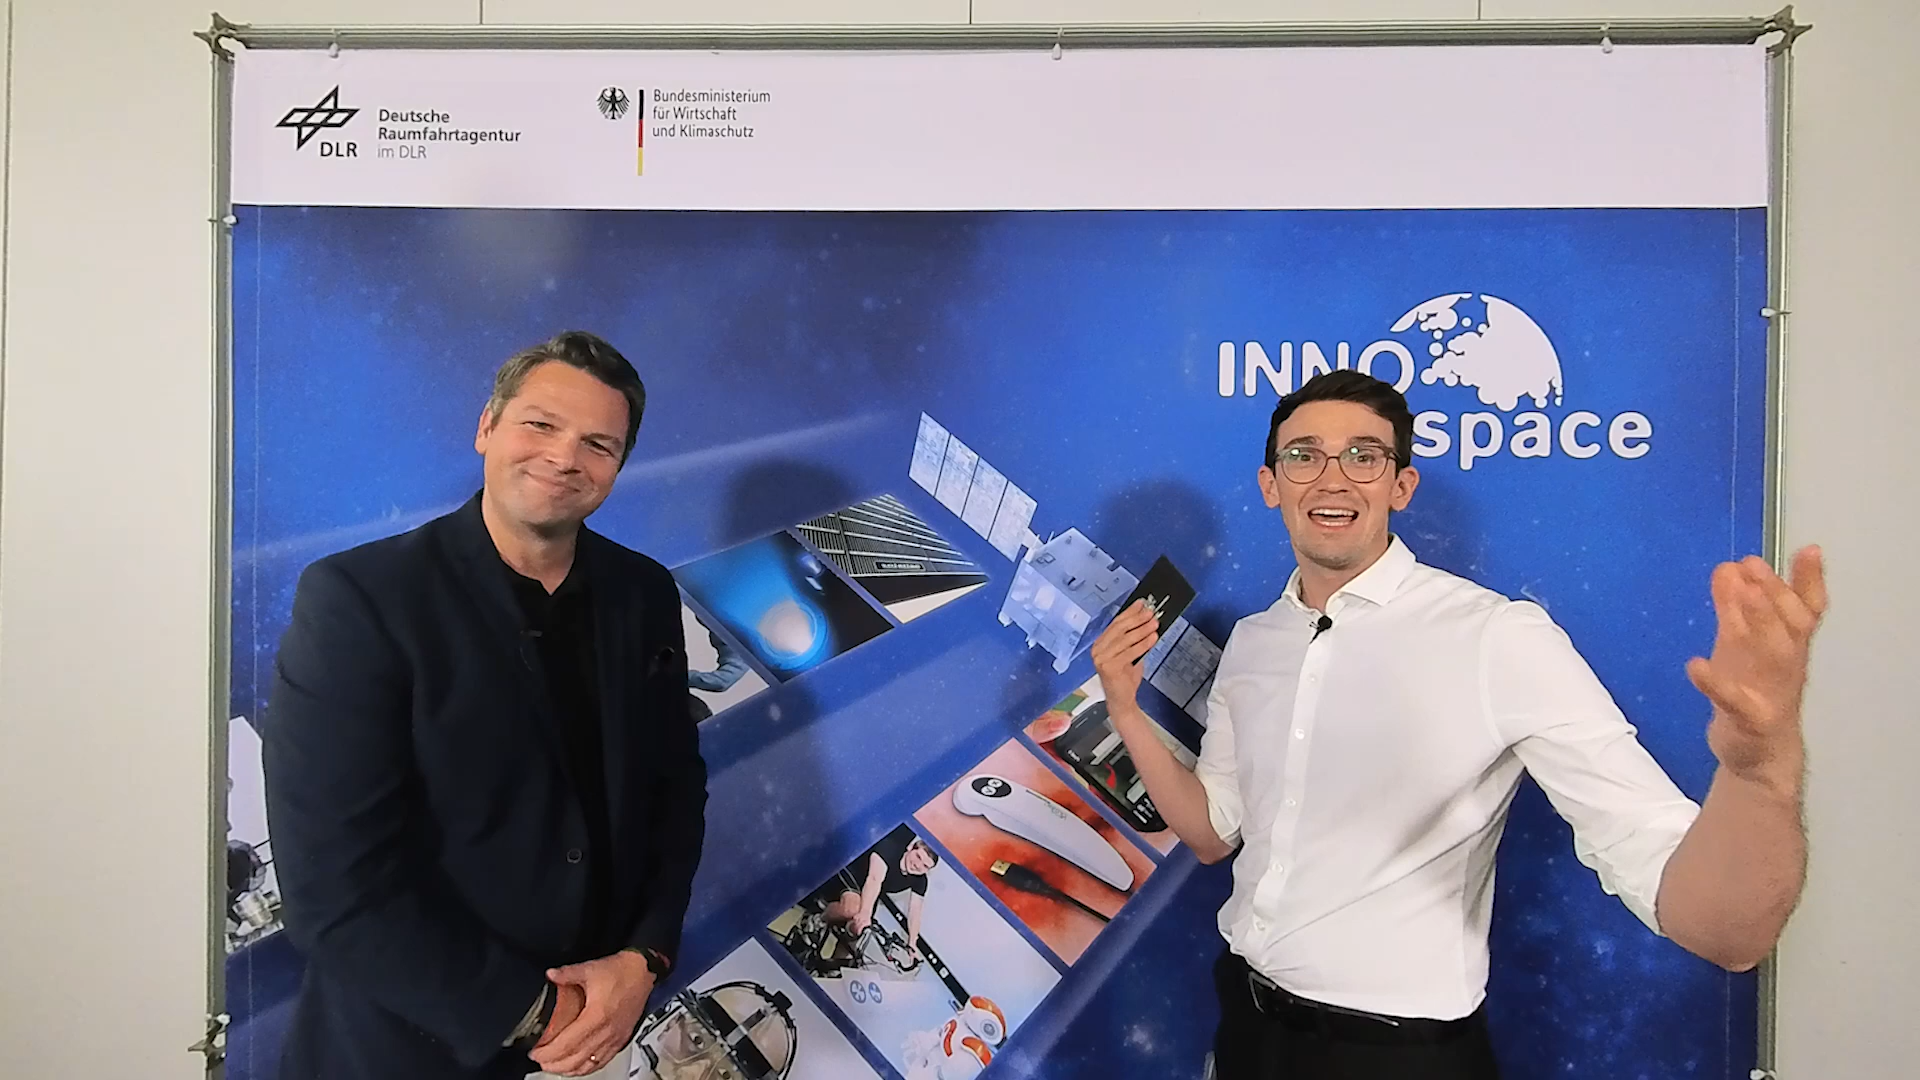 DLR
Deutsche
Raumfahrtagentur
im DLR
Bundesministerium
für Wirtschaft
und Klimaschutz
INNO
space